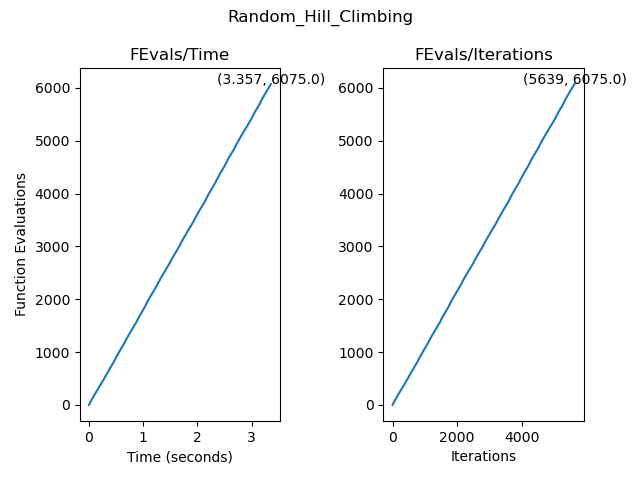 Random_Hill_Climbing
FEvals/Time
FEvals/Iterations
(3.357, 6075.0)
(5639, 6075.0)
6000
5000
4000
3000
2000
1000
0
Function Evaluations
0 1 2 3
Time (seconds)
6000
5000
4000
3000
2000
1000
0
0 2000 4000
Iterations